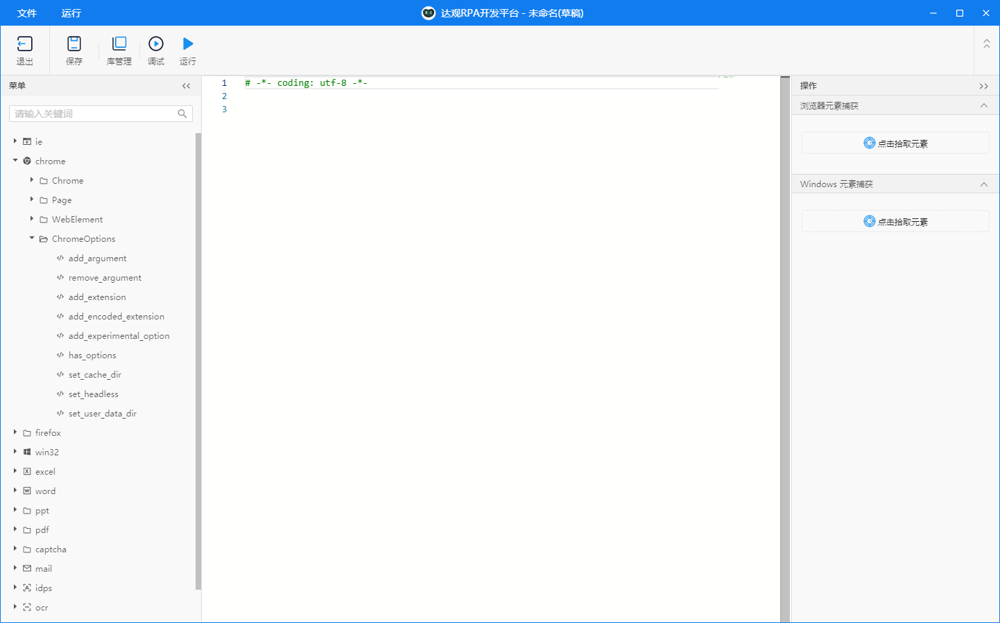 文件 运行 达观RPA开发平台 - 未命名(草稿)
退出 保存 库管理 调试 运行
菜单
请输入关键词
ie
chrome
Chrome
Page
WebElement
ChromeOptions
add_argument
remove_argument
add_extension
add_encoded_extension
add_experimental_option
has_options
set_cache_dir
set_headless
set_user_data_dir
firefox
win32
excel
word
ppt
pdf
captcha
mail
idps
ocr
1 # -*- coding: utf-8 -*-
2
3
操作
浏览器元素捕获
点击拾取元素
Windows 元素捕获
点击拾取元素